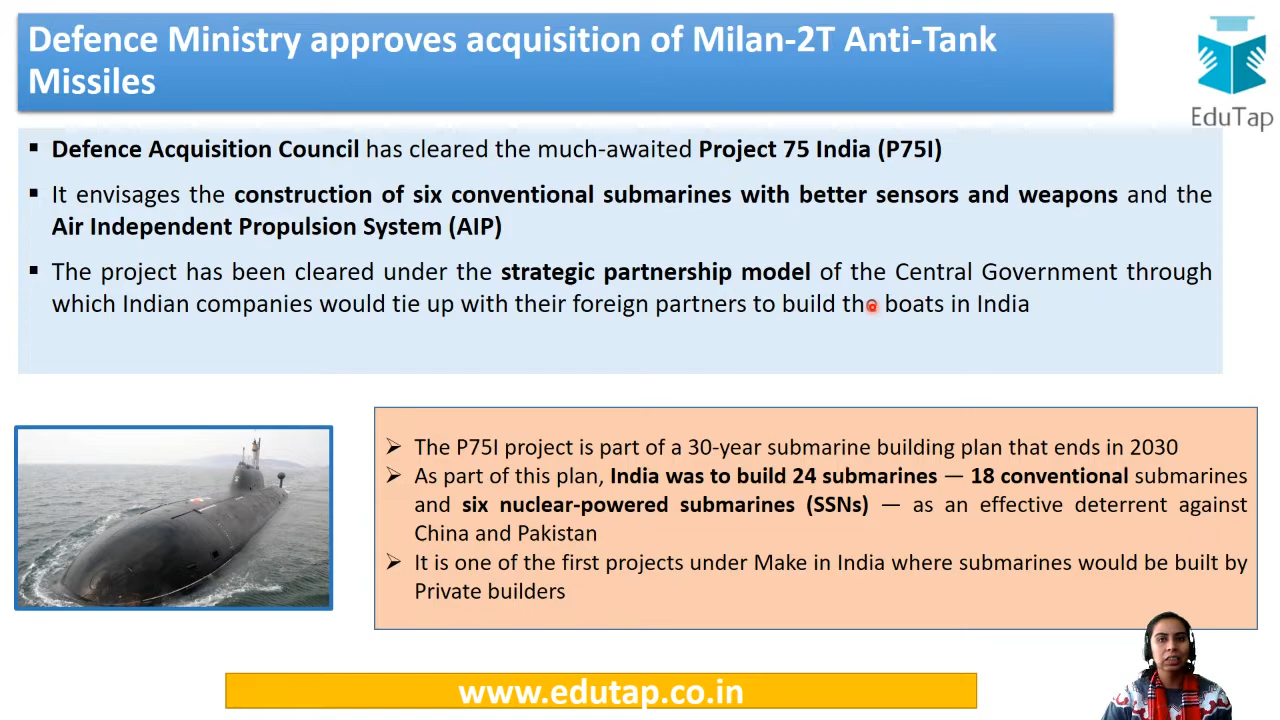 Defence Ministry approves acquisition of Milan-2T Anti-Tank
Missiles
EduTap
▪ Defence Acquisition Council has cleared the much-awaited Project 75 India (P75I)
▪ It envisages the construction of six conventional submarines with better sensors and weapons and the
Air Independent Propulsion System (AIP)
▪ The project has been cleared under the strategic partnership model of the Central Government through
which Indian companies would tie up with their foreign partners to build the boats in India
➢ The P75I project is part of a 30-year submarine building plan that ends in 2030
➢ As part of this plan, India was to build 24 submarines — 18 conventional submarines
and six nuclear-powered submarines (SSNs) — as an effective deterrent against
China and Pakistan
➢ It is one of the first projects under Make in India where submarines would be built by
Private builders
www.edutap.co.in